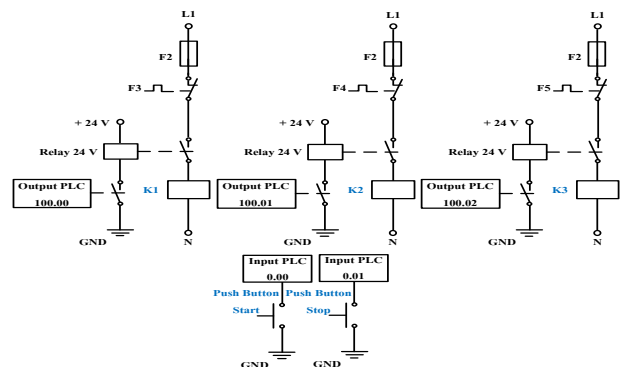 L1
L1
L1
F2
F2
F2
F3
F4
F5
+ 24 V
+ 24 V
+ 24 V
Relay 24 V
Relay 24 V
Relay 24 V
Output PLC
100.00
K1
Output PLC
100.01
K2
Output PLC
100.02
K3
GND
N
GND
N
GND
N
Input PLC
0.00
Input PLC
0.01
Push Button
Start
Push Button
Stop
GND
GND